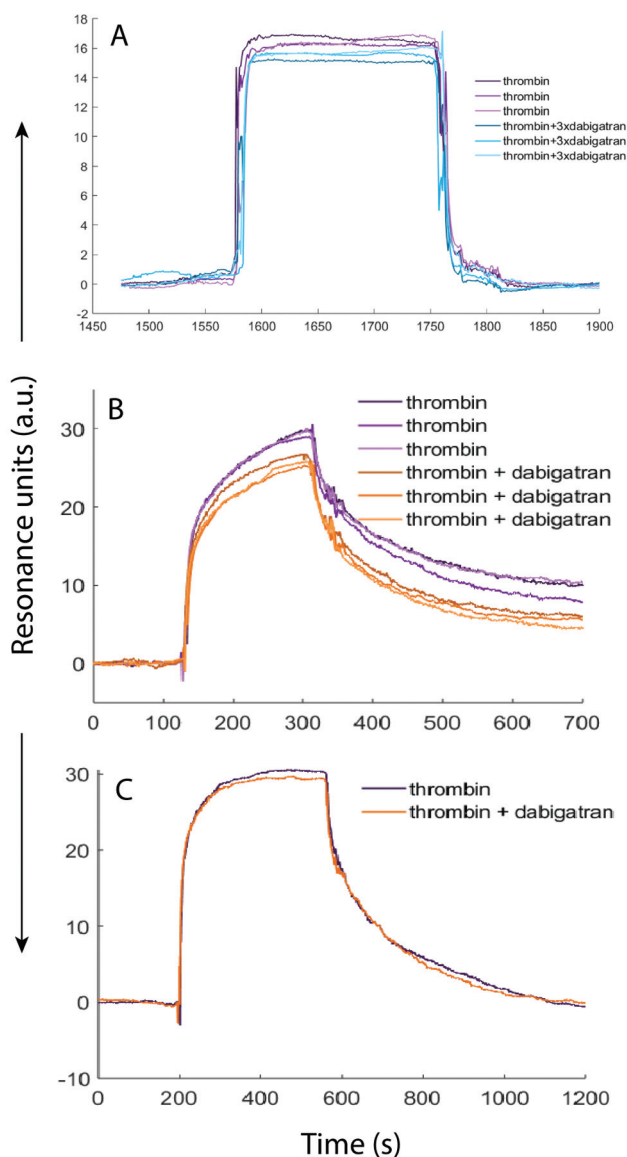 A
18
16
14
12
10
8
6
4
2
0
-2
1450 1500 1550 1600 1650 1700 1750 1800 1850 1900
thrombin
thrombin
thrombin
thrombin+3xdabigatran
thrombin+3xdabigatran
thrombin+3xdabigatran
Resonance units (a.u.)
B
30
20
10
0
0 100 200 300 400 500 600 700
thrombin
thrombin
thrombin
thrombin + dabigatran
thrombin + dabigatran
thrombin + dabigatran
C
30
20
10
0
-10
0 200 400 600 800 1000 1200
thrombin
thrombin + dabigatran
Time (s)